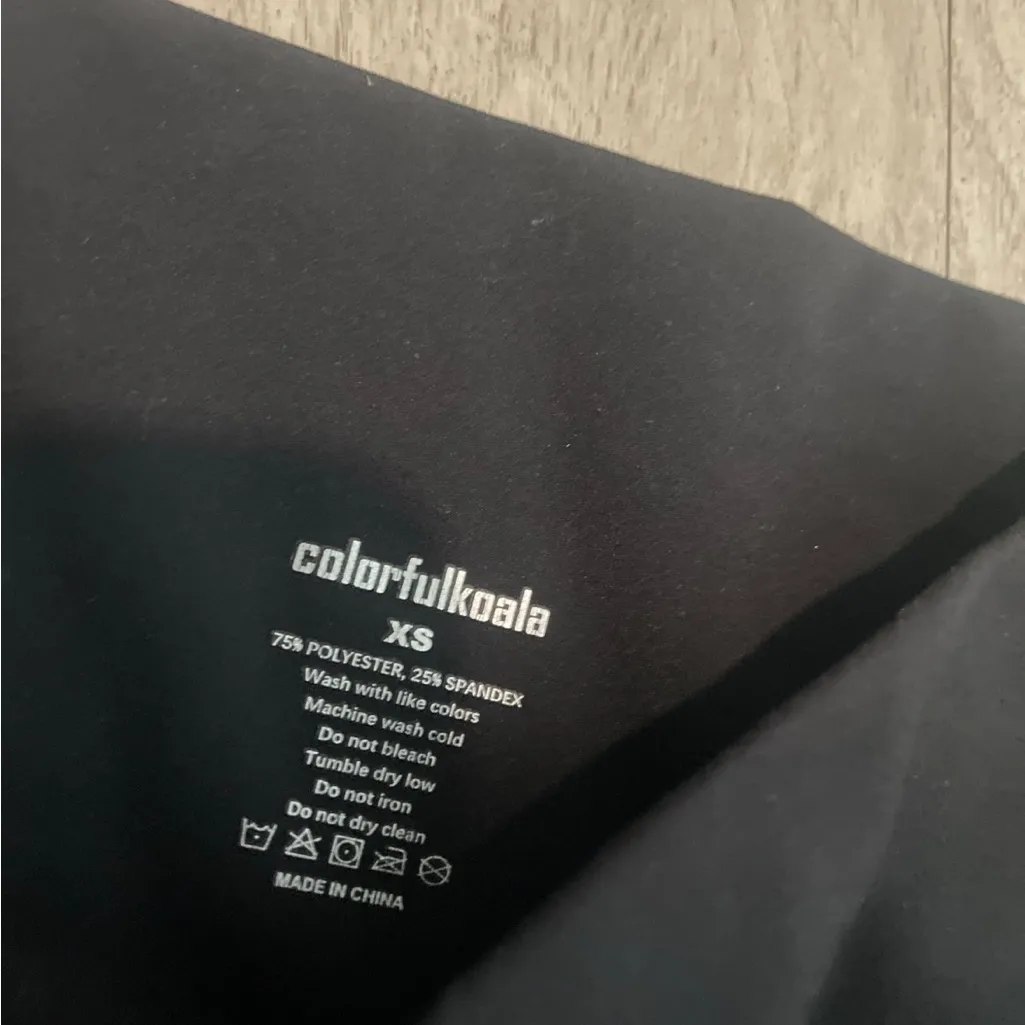 colorfulkoala
XS
75% POLYESTER, 25% SPANDEX
Wash with like colors
Machine wash cold
Do not bleach
Tumble dry low
Do not iron
Do not dry clean
MADE IN CHINA